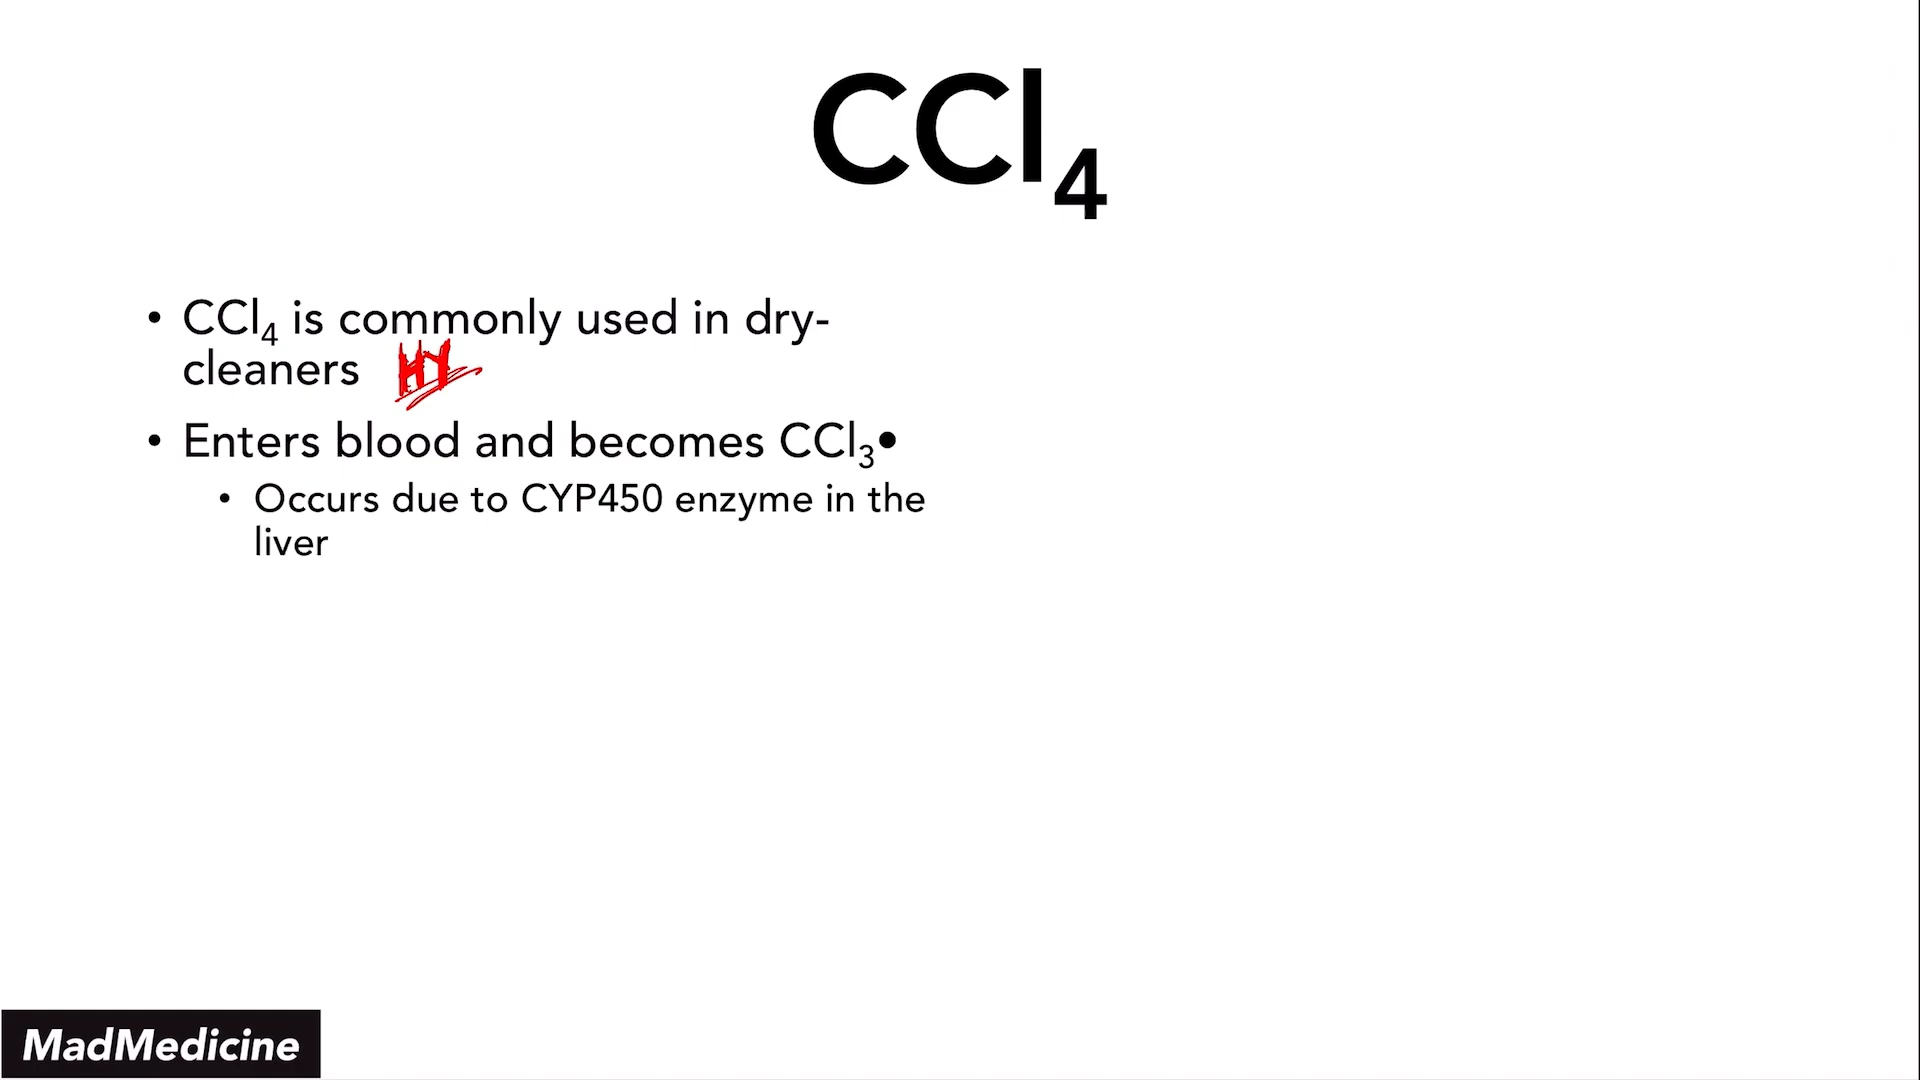 CCl₄
• CCl₄ is commonly used in dry-
cleaners HY
• Enters blood and becomes CCl₃•
• Occurs due to CYP450 enzyme in the
liver
MadMedicine